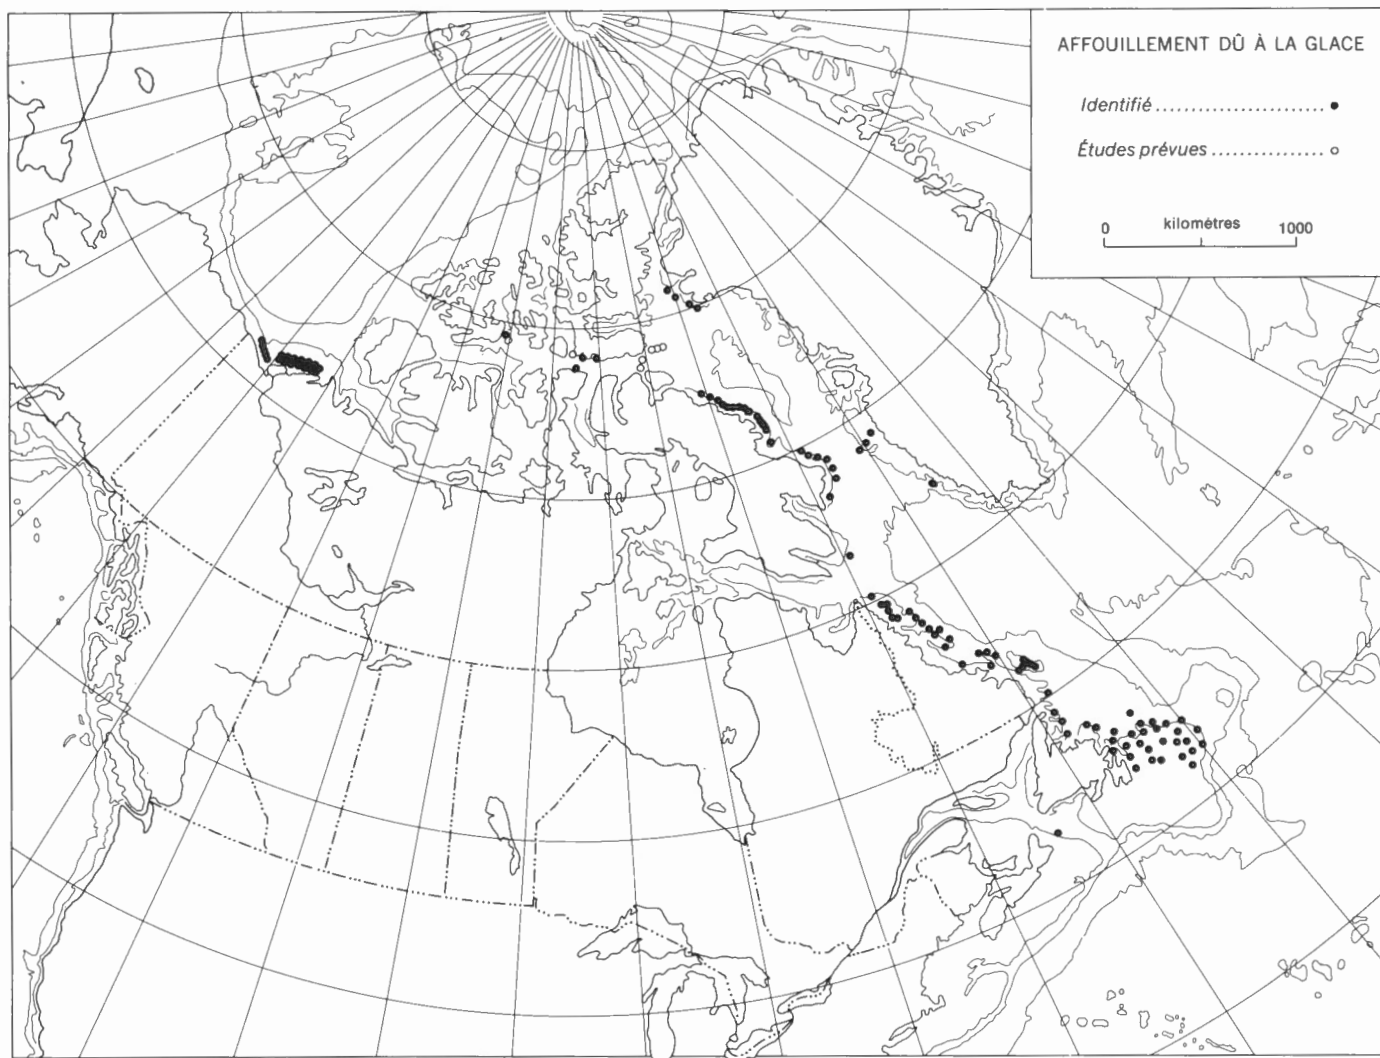 AFFOUILLEMENT DÛ À LA GLACE
Identifié ........................ ●
Études prévues ............... ○
kilomètres
0 1000